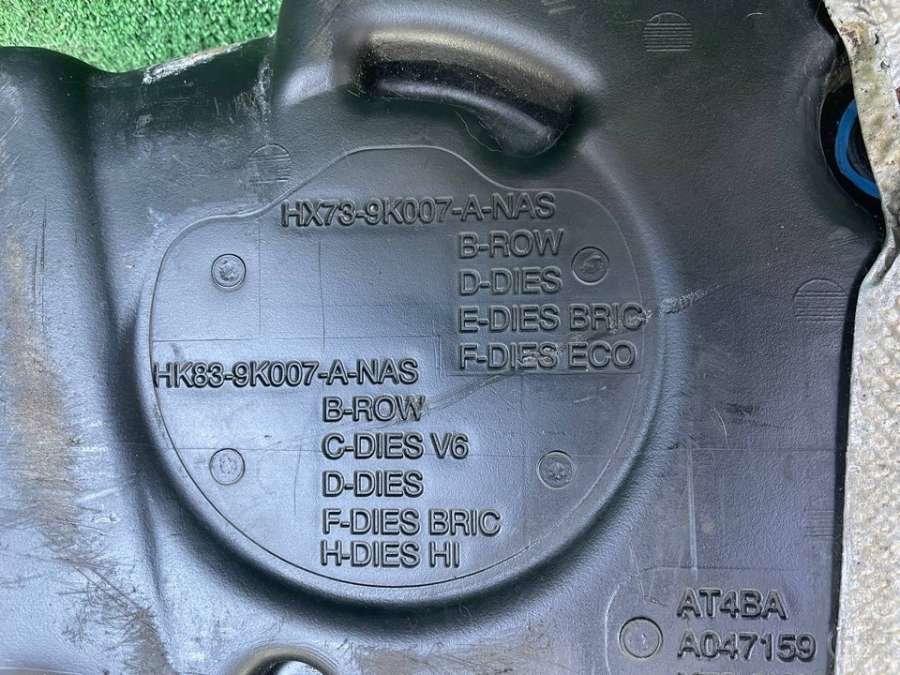 HX73-9K007-A-NAS
B-ROW
D-DIES
E-DIES BRIC
F-DIES ECO
HK83-9K007-A-NAS
B-ROW
C-DIES V6
D-DIES
F-DIES BRIC
H-DIES HI
AT4BA
A047159